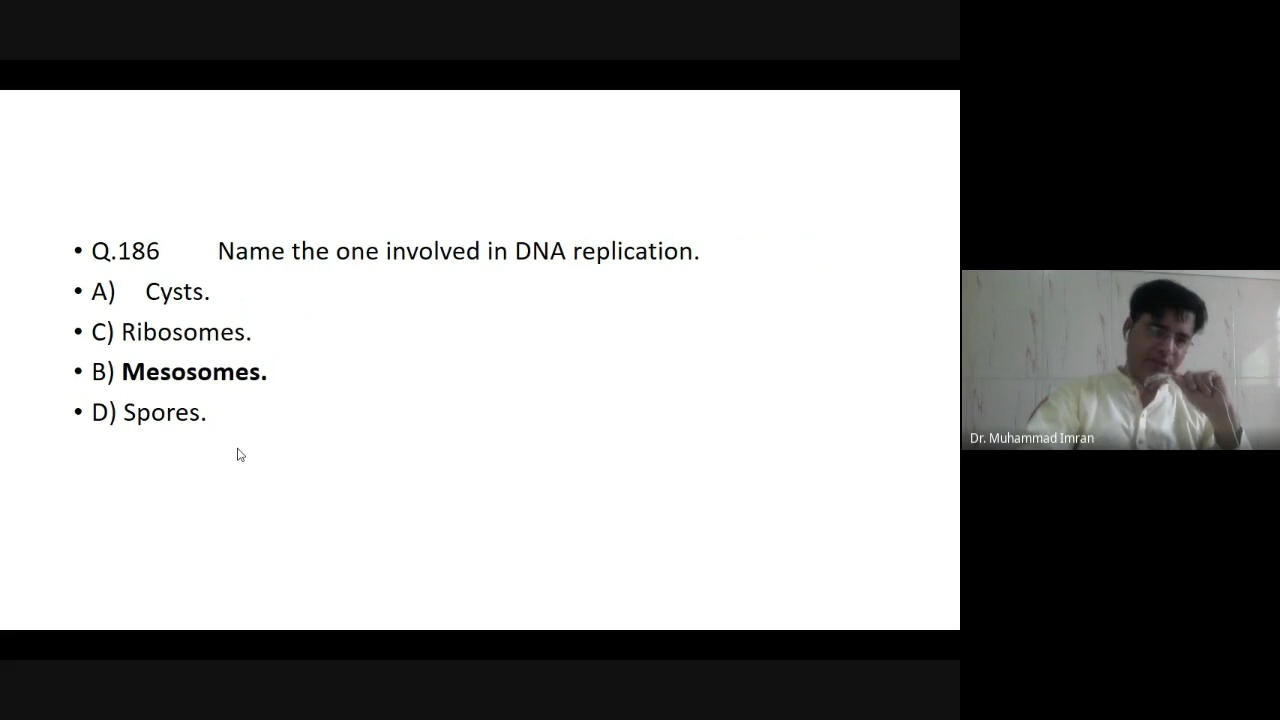 • Q.186 Name the one involved in DNA replication.
• A) Cysts.
• C) Ribosomes.
• B) Mesosomes.
• D) Spores.
Dr. Muhammad Imran